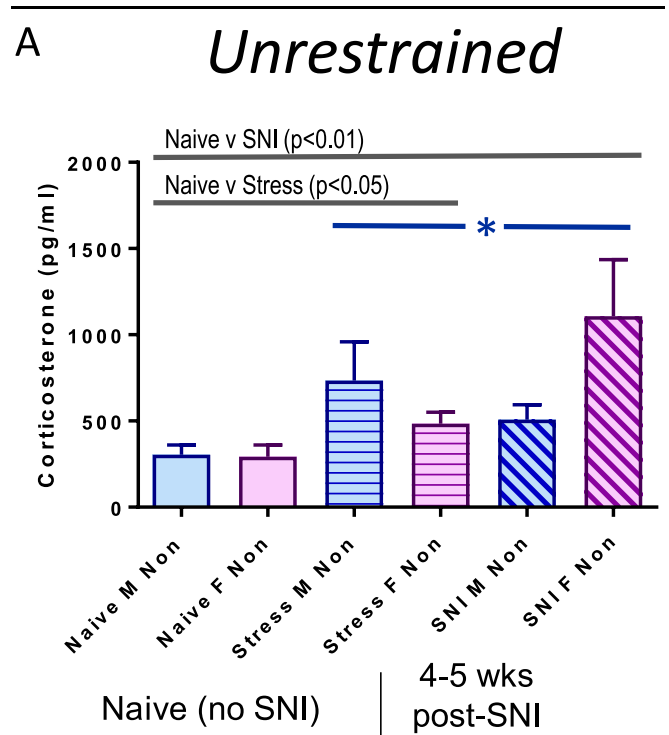 A
Unrestrained
Naive v SNI (p<0.01)
Naive v Stress (p<0.05)
*
Corticosterone (pg/ml)
2000
1500
1000
500
0
Naive M Non
Naive F Non
Stress M Non
Stress F Non
SNI M Non
SNI F Non
Naive (no SNI)
4-5 wks
post-SNI